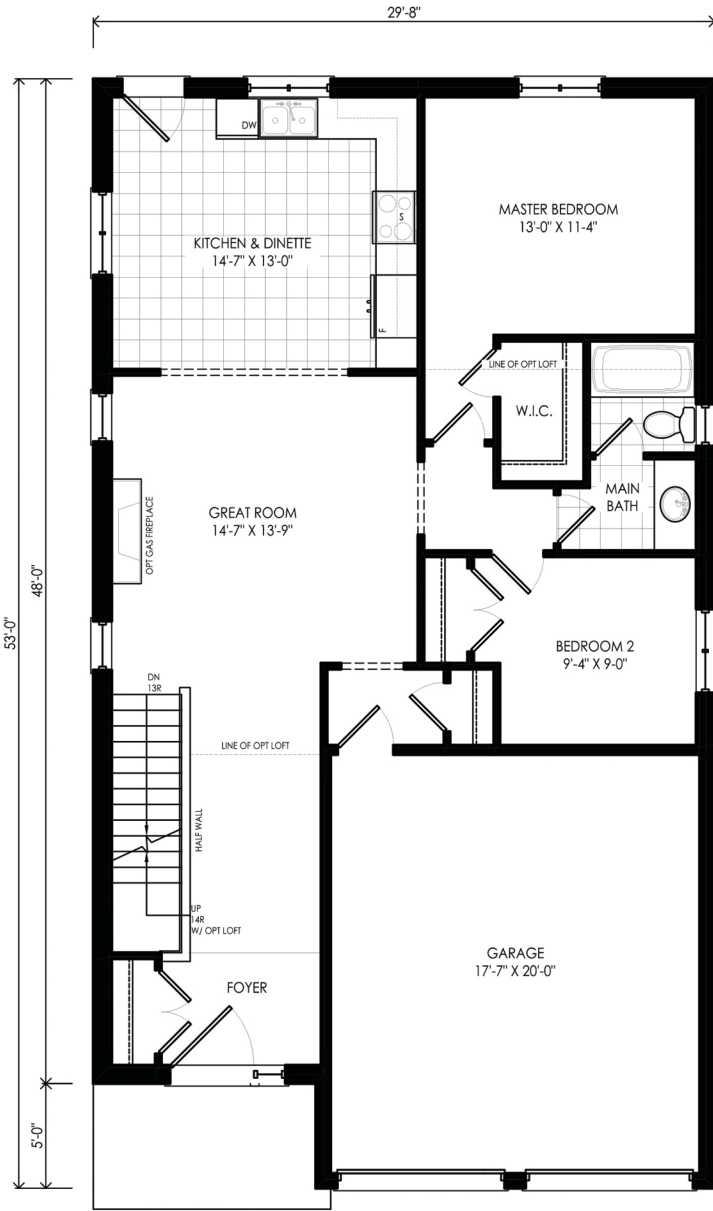 29'-8"
DW
MASTER BEDROOM
13'-0" X 11'-4"
S
KITCHEN & DINETTE
14'-7" X 13'-0"
F
LINE OF OPT LOFT
W.I.C.
MAIN
BATH
GREAT ROOM
14'-7" X 13'-9"
OPT GAS FIREPLACE
48'-0"
53'-0"
BEDROOM 2
9'-4" X 9'-0"
DN
13R
LINE OF OPT LOFT
HALF WALL
UP
14R
W/ OPT LOFT
GARAGE
17'-7" X 20'-0"
FOYER
5'-0"